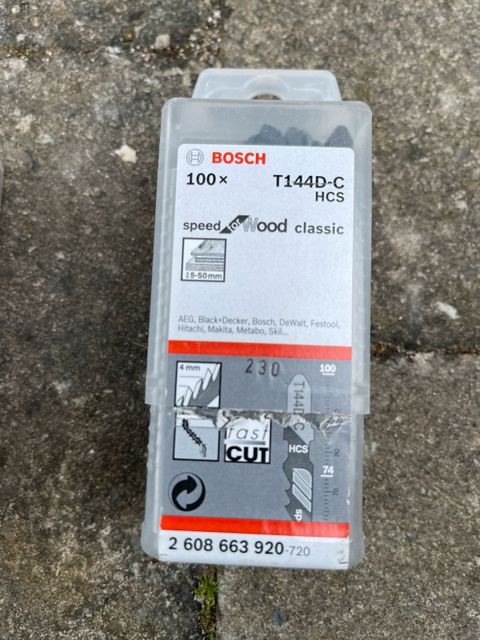 BOSCH
100× T144D-C
HCS
speed for Wood classic
5-50mm
AEG, Black+Decker, Bosch, DeWalt, Festool,
Hitachi, Makita, Metabo, Skil...
230
4mm
100
T144D-C
fast
CUT
HCS
74
sp
2 608 663 920-720